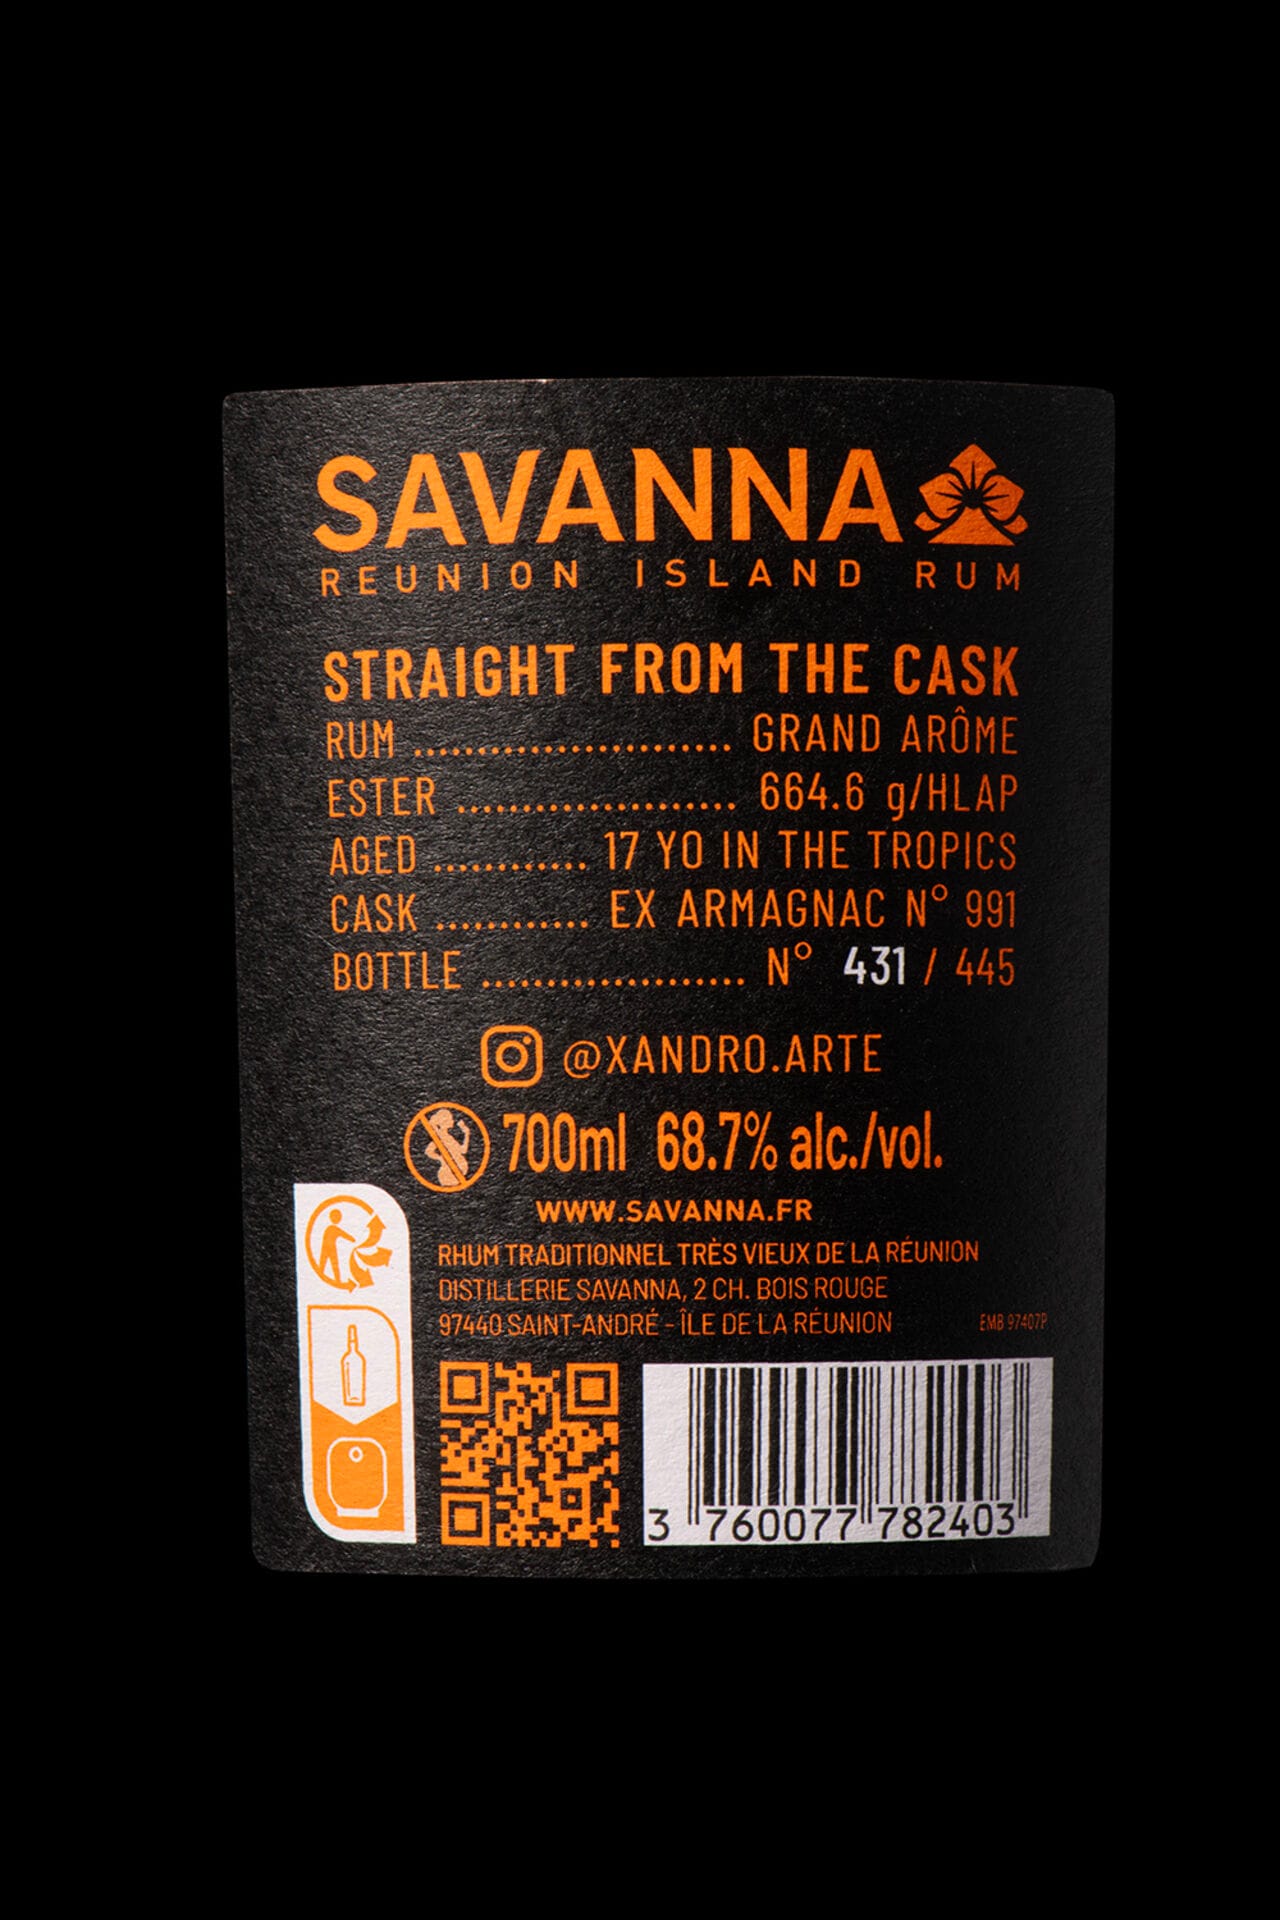 SAVANNA
REUNION ISLAND RUM
STRAIGHT FROM THE CASK
RUM ........................ GRAND ARÔME
ESTER ..................... 664.6 g/HLAP
AGED ............ 17 YO IN THE TROPICS
CASK ............ EX ARMAGNAC N° 991
BOTTLE .................... N° 431 / 445
@XANDRO.ARTE
700ml 68.7% alc./vol.
WWW.SAVANNA.FR
RHUM TRADITIONNEL TRÈS VIEUX DE LA RÉUNION
DISTILLERIE SAVANNA, 2 CH. BOIS ROUGE
97440 SAINT-ANDRÉ - ÎLE DE LA RÉUNION EMB 97407P
3 760077 782403